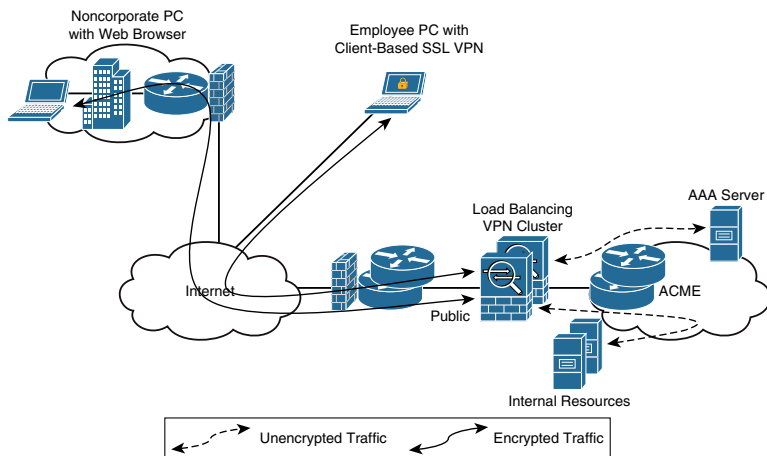 Noncorporate PC
with Web Browser
Employee PC with
Client-Based SSL VPN
AAA Server
Load Balancing
VPN Cluster
Internet
ACME
Public
Internal Resources
Unencrypted Traffic
Encrypted Traffic